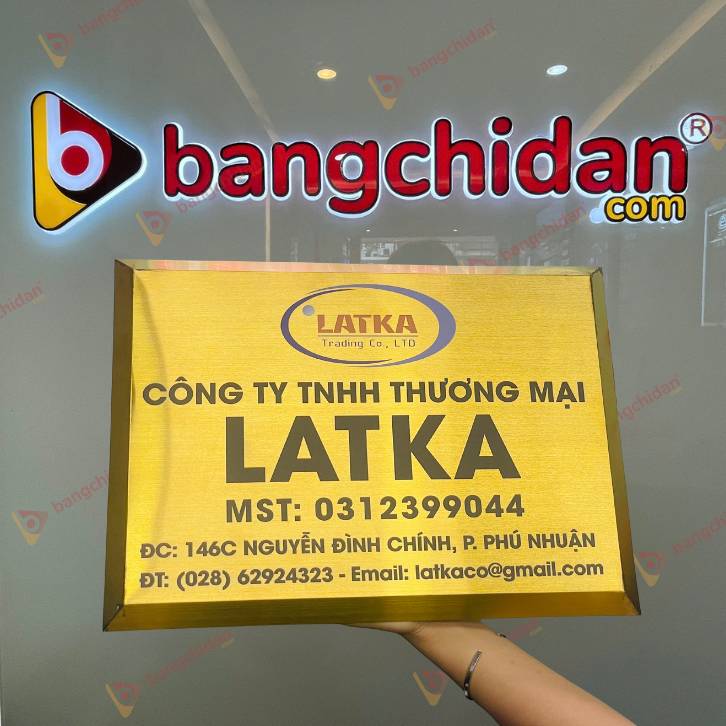 bangchidan®
com
LATKA
Trading Co., LTD
CÔNG TY TNHH THƯƠNG MẠI
LATKA
MST: 0312399044
ĐC: 146C NGUYỄN ĐÌNH CHÍNH, P. PHÚ NHUẬN
ĐT: (028) 62924323 - Email: latkaco@gmail.com